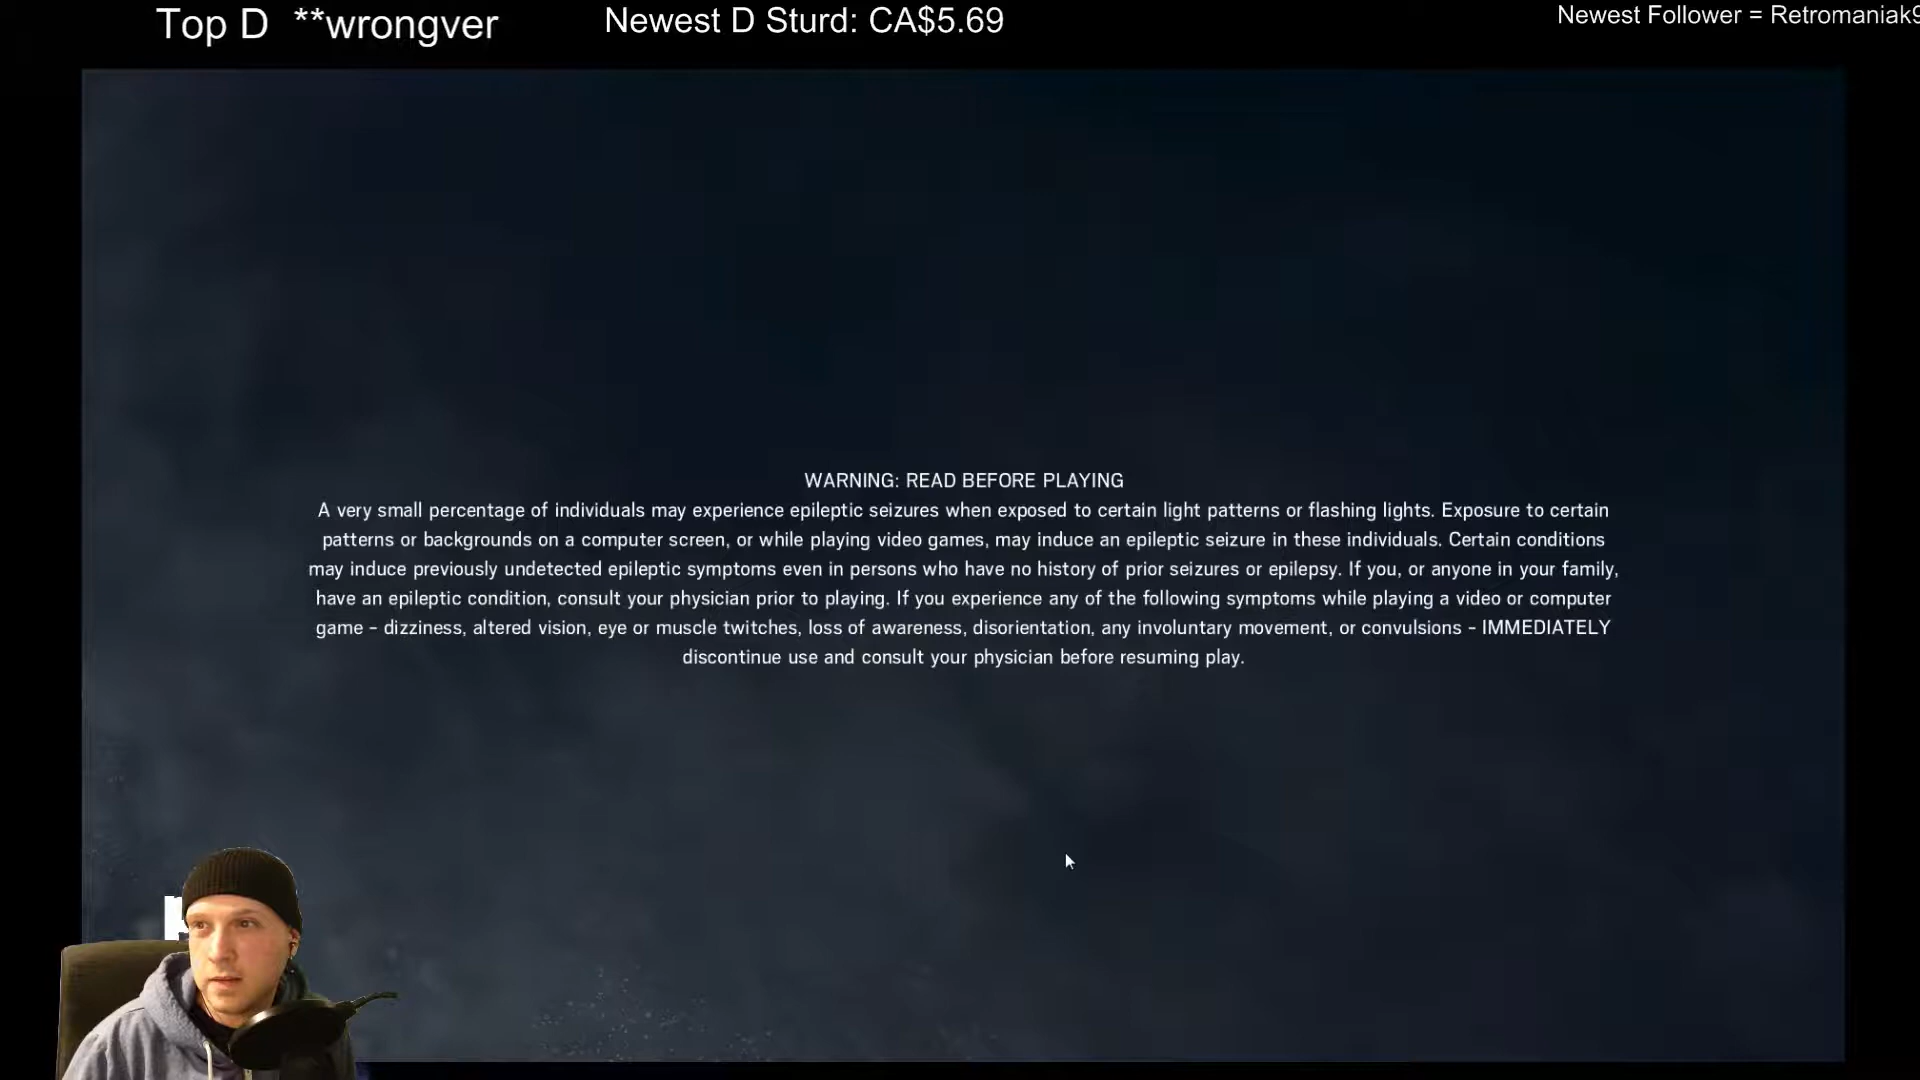 Top D **wrongver
Newest D Sturd: CA$5.69
Newest Follower = Retromaniak9
WARNING: READ BEFORE PLAYING
A very small percentage of individuals may experience epileptic seizures when exposed to certain light patterns or flashing lights. Exposure to certain
patterns or backgrounds on a computer screen, or while playing video games, may induce an epileptic seizure in these individuals. Certain conditions
may induce previously undetected epileptic symptoms even in persons who have no history of prior seizures or epilepsy. If you, or anyone in your family,
have an epileptic condition, consult your physician prior to playing. If you experience any of the following symptoms while playing a video or computer
game – dizziness, altered vision, eye or muscle twitches, loss of awareness, disorientation, any involuntary movement, or convulsions – IMMEDIATELY
discontinue use and consult your physician before resuming play.